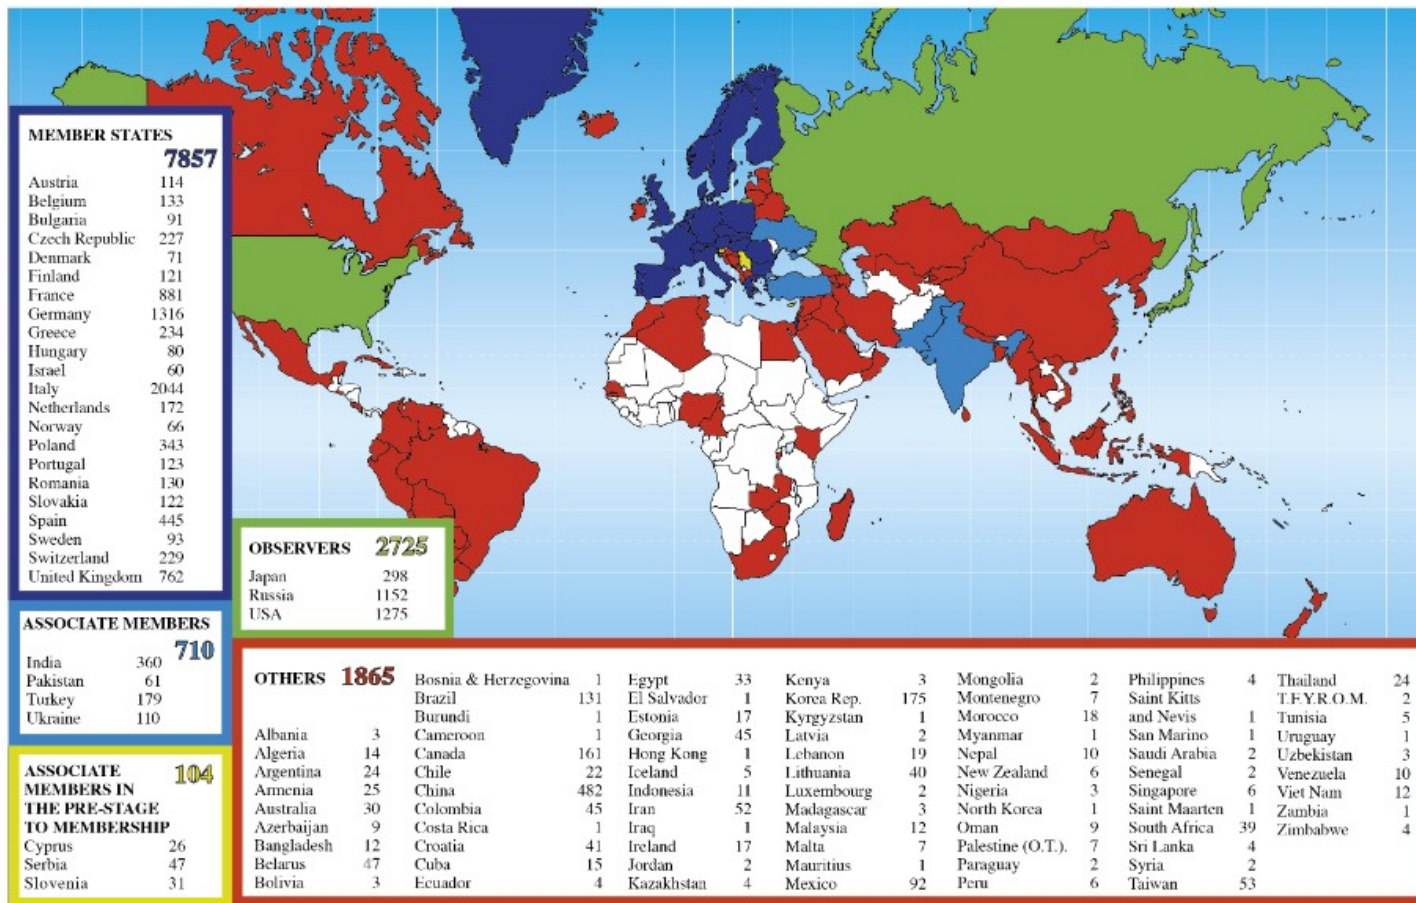 MEMBER STATES
7857
Austria 114
Belgium 133
Bulgaria 91
Czech Republic 227
Denmark 71
Finland 121
France 881
Germany 1316
Greece 234
Hungary 80
Israel 60
Italy 2044
Netherlands 172
Norway 66
Poland 343
Portugal 123
Romania 130
Slovakia 122
Spain 445
Sweden 93
Switzerland 229
United Kingdom 762
ASSOCIATE MEMBERS
710
India 360
Pakistan 61
Turkey 179
Ukraine 110
ASSOCIATE 104
MEMBERS IN
THE PRE-STAGE
TO MEMBERSHIP
Cyprus 26
Serbia 47
Slovenia 31
OBSERVERS 2725
Japan 298
Russia 1152
USA 1275
OTHERS 1865
Albania 3
Algeria 14
Argentina 24
Armenia 25
Australia 30
Azerbaijan 9
Bangladesh 12
Belarus 47
Bolivia 3
Bosnia & Herzegovina 1
Brazil 131
Burundi 1
Cameroon 1
Canada 161
Chile 22
China 482
Colombia 45
Costa Rica 1
Croatia 41
Cuba 15
Ecuador 4
Egypt 33
El Salvador 1
Estonia 17
Georgia 45
Hong Kong 1
Iceland 5
Indonesia 11
Iran 52
Iraq 1
Ireland 17
Jordan 2
Kazakhstan 4
Kenya 3
Korea Rep. 175
Kyrgyzstan 1
Latvia 2
Lebanon 19
Lithuania 40
Luxembourg 2
Madagascar 3
Malaysia 12
Malta 7
Mauritius 1
Mexico 92
Mongolia 2
Montenegro 7
Morocco 18
Myanmar 1
Nepal 10
New Zealand 6
Nigeria 3
North Korea 1
Oman 9
Palestine (O.T.) 7
Paraguay 2
Peru 6
Philippines 4
Saint Kitts
and Nevis 1
San Marino 1
Saudi Arabia 2
Senegal 2
Singapore 6
Saint Maarten 1
South Africa 39
Sri Lanka 4
Syria 2
Taiwan 53
Thailand 24
T.F.Y.R.O.M. 2
Tunisia 5
Uruguay 1
Uzbekistan 3
Venezuela 10
Viet Nam 12
Zambia 1
Zimbabwe 4